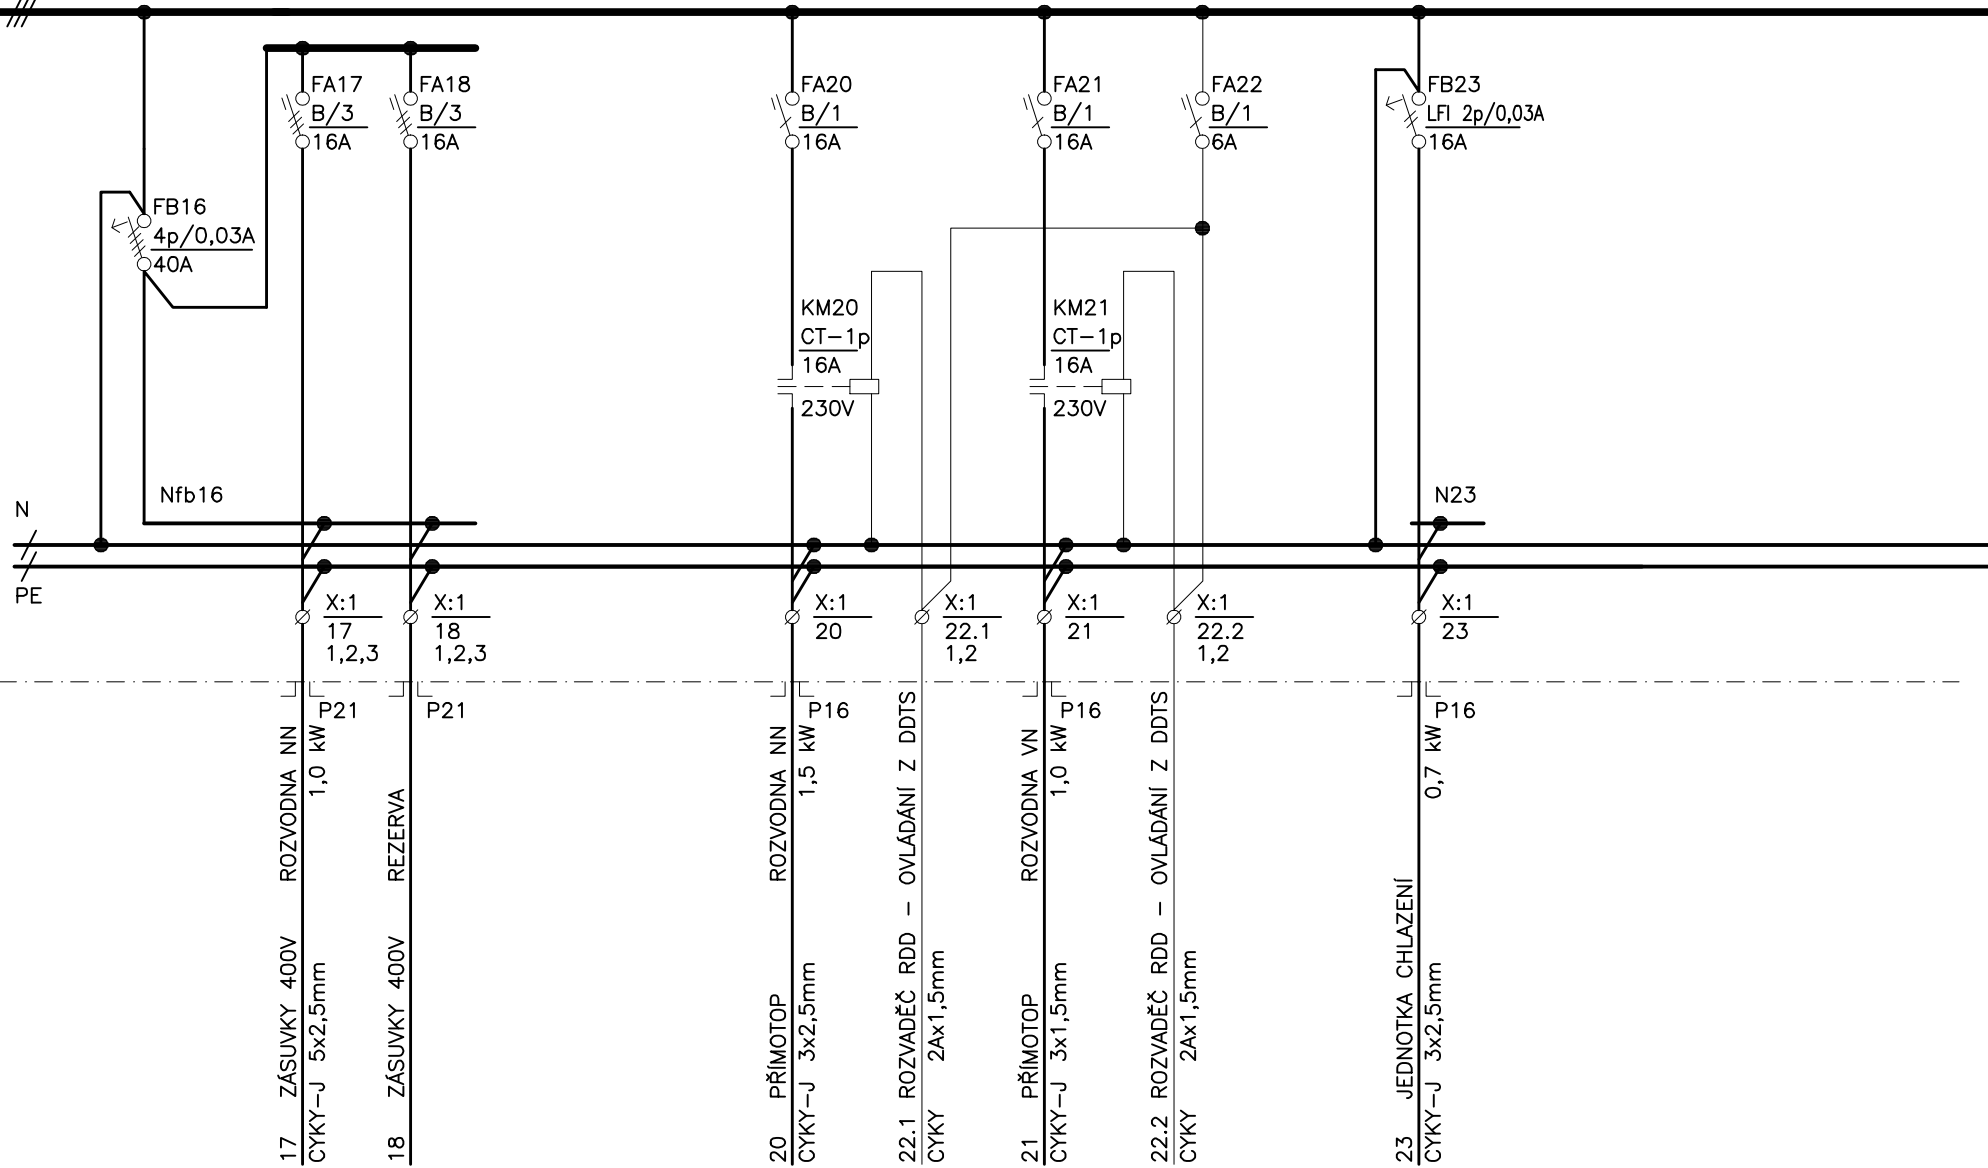 FA17
B/3
16A
FA18
B/3
16A
FA20
B/1
16A
FA21
B/1
16A
FA22
B/1
6A
FB23
LFI 2p/0,03A
16A
FB16
4p/0,03A
40A
KM20
CT-1p
16A
230V
KM21
CT-1p
16A
230V
Nfb16
N23
N
PE
X:1
17
1,2,3
X:1
18
1,2,3
X:1
20
X:1
22.1
1,2
X:1
21
X:1
22.2
1,2
X:1
23
P21
P21
P16
P16
P16
17 ZÁSUVKY 400V ROZVODNA NN
CYKY-J 5x2,5mm 1,0 kW
18 ZÁSUVKY 400V REZERVA
20 PŘÍMOTOP ROZVODNA NN
CYKY-J 3x2,5mm 1,5 kW
22.1 ROZVADĚČ RDD - OVLÁDÁNÍ Z DDTS
CYKY 2Ax1,5mm
21 PŘÍMOTOP ROZVODNA VN
CYKY-J 3x1,5mm 1,0 kW
22.2 ROZVADĚČ RDD - OVLÁDÁNÍ Z DDTS
CYKY 2Ax1,5mm
23 JEDNOTKA CHLAZENÍ
CYKY-J 3x2,5mm 0,7 kW